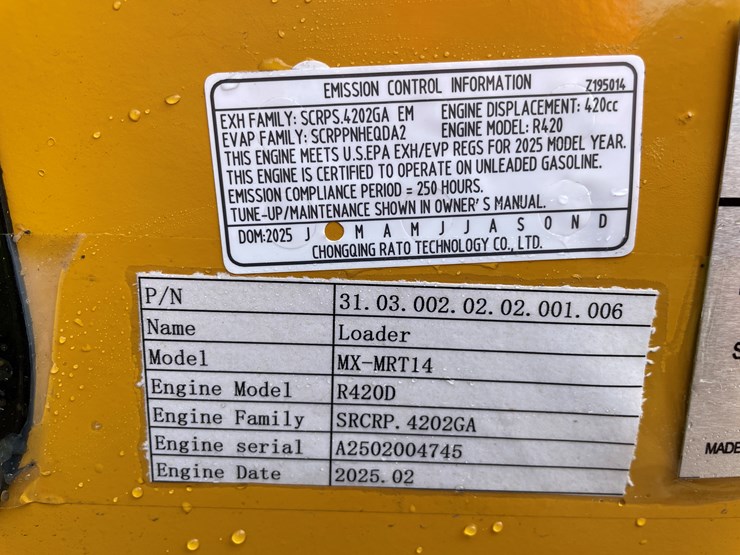 EMISSION CONTROL INFORMATION Z195014
EXH FAMILY: SCRPS.4202GA EM ENGINE DISPLACEMENT: 420cc
EVAP FAMILY: SCRPPNHEQDA2 ENGINE MODEL: R420
THIS ENGINE MEETS U.S.EPA EXH/EVP REGS FOR 2025 MODEL YEAR.
THIS ENGINE IS CERTIFIED TO OPERATE ON UNLEADED GASOLINE.
EMISSION COMPLIANCE PERIOD = 250 HOURS.
TUNE-UP/MAINTENANCE SHOWN IN OWNER'S MANUAL.
DOM:2025 J M A M J J A S O N D
CHONGQING RATO TECHNOLOGY CO., LTD.
P/N 31.03.002.02.02.001.006
Name Loader
Model MX-MRT14
Engine Model R420D
Engine Family SRCRP.4202GA
Engine serial A2502004745
Engine Date 2025.02
S
MADE